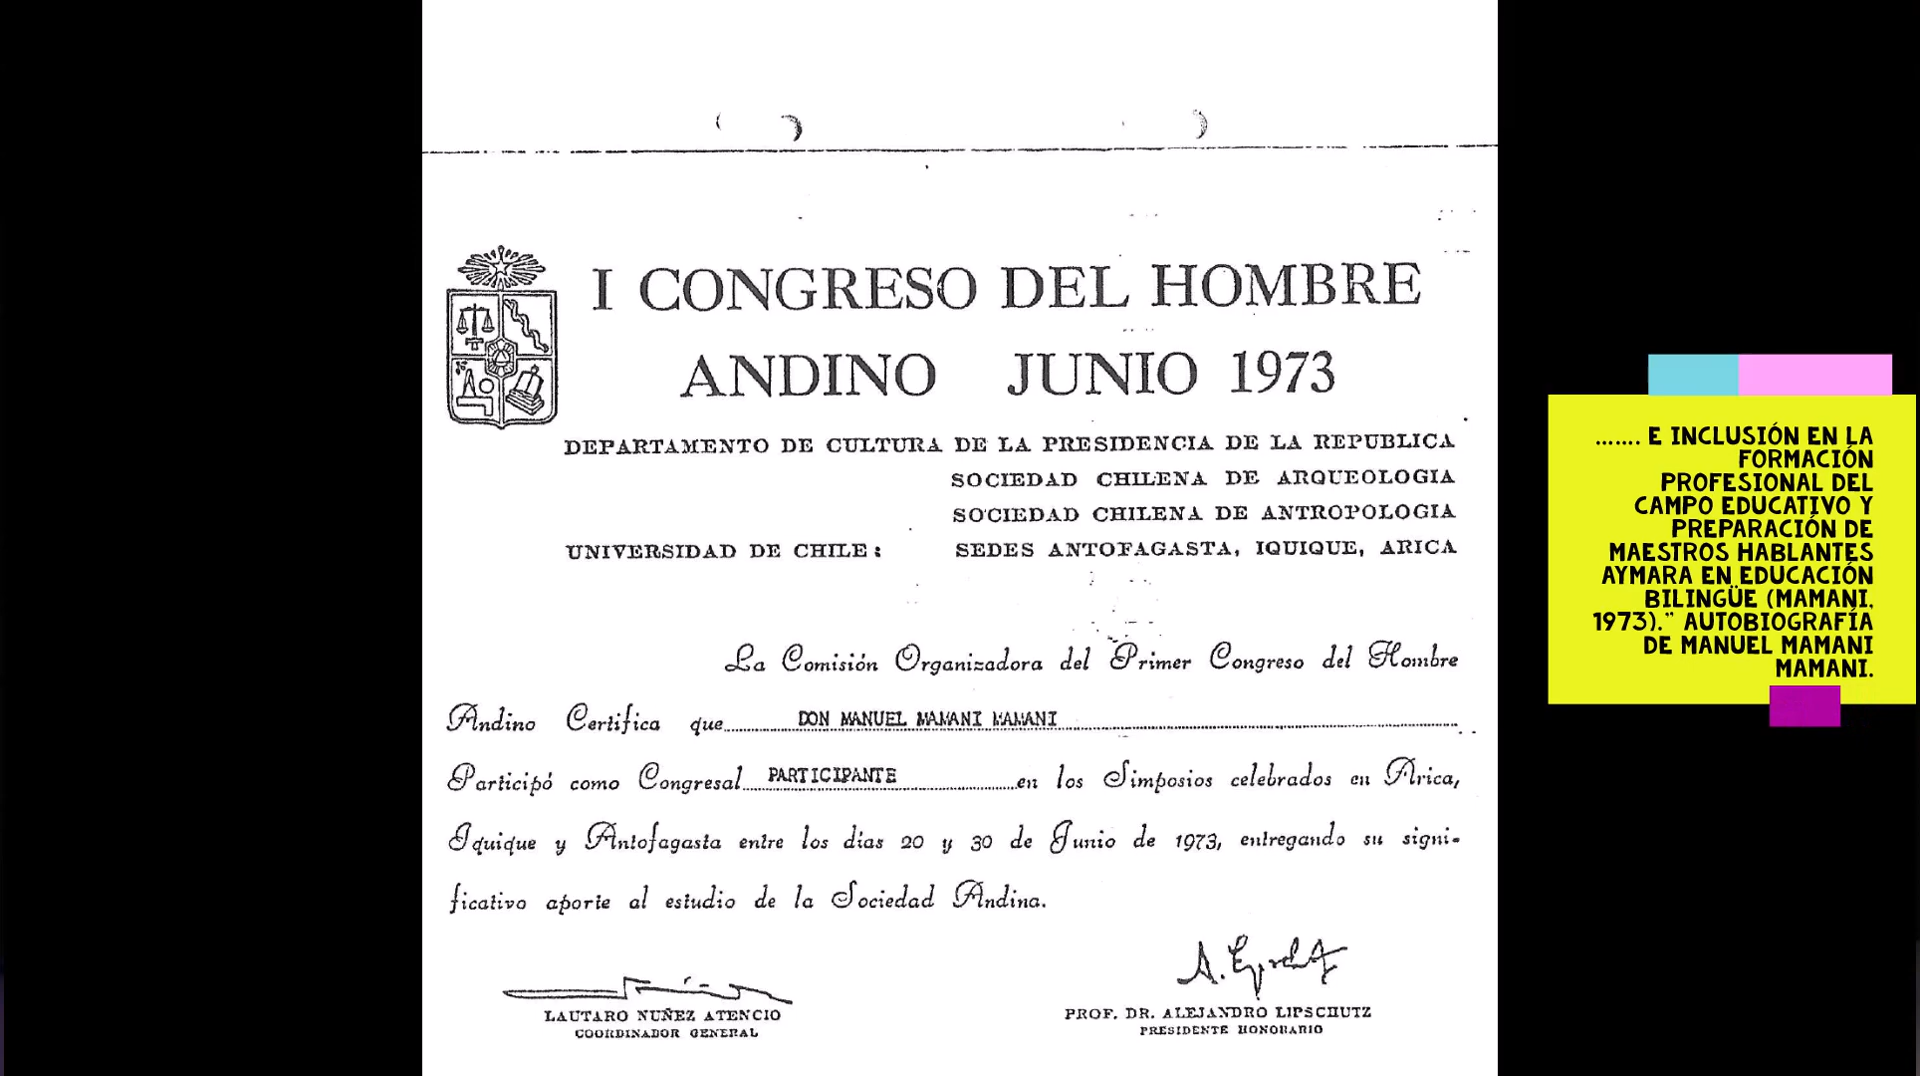 I CONGRESO DEL HOMBRE
ANDINO JUNIO 1973
DEPARTAMENTO DE CULTURA DE LA PRESIDENCIA DE LA REPUBLICA
SOCIEDAD CHILENA DE ARQUEOLOGIA
SOCIEDAD CHILENA DE ANTROPOLOGIA
UNIVERSIDAD DE CHILE: SEDES ANTOFAGASTA, IQUIQUE, ARICA
La Comisión Organizadora del Primer Congreso del Hombre
Andino Certifica que DON MANUEL MAMANI MAMANI
Participó como Congresal PARTICIPANTE en los Simposios celebrados en Arica,
Iquique y Antofagasta entre los días 20 y 30 de Junio de 1973, entregando su signi-
ficativo aporte al estudio de la Sociedad Andina.
LAUTARO NUÑEZ ATENCIO
COORDINADOR GENERAL
PROF. DR. ALEJANDRO LIPSCHUTZ
PRESIDENTE HONORARIO
....... E INCLUSIÓN EN LA
FORMACIÓN
PROFESIONAL DEL
CAMPO EDUCATIVO Y
PREPARACIÓN DE
MAESTROS HABLANTES
AYMARA EN EDUCACIÓN
BILINGÜE (MAMANI,
1973)." AUTOBIOGRAFÍA
DE MANUEL MAMANI
MAMANI.